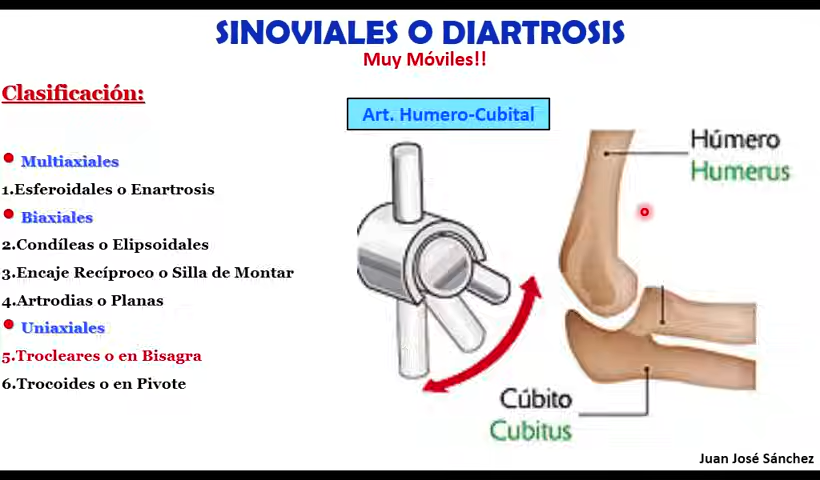 SINOVIALES O DIARTROSIS
Muy Móviles!!
Clasificación:
Art. Humero-Cubital
Multiaxiales
1.Esferoidales o Enartrosis
Biaxiales
2.Condíleas o Elipsoidales
3.Encaje Recíproco o Silla de Montar
4.Artrodias o Planas
Uniaxiales
5.Trocleares o en Bisagra
6.Trocoides o en Pivote
Húmero
Humerus
Cúbito
Cubitus
Juan José Sánchez